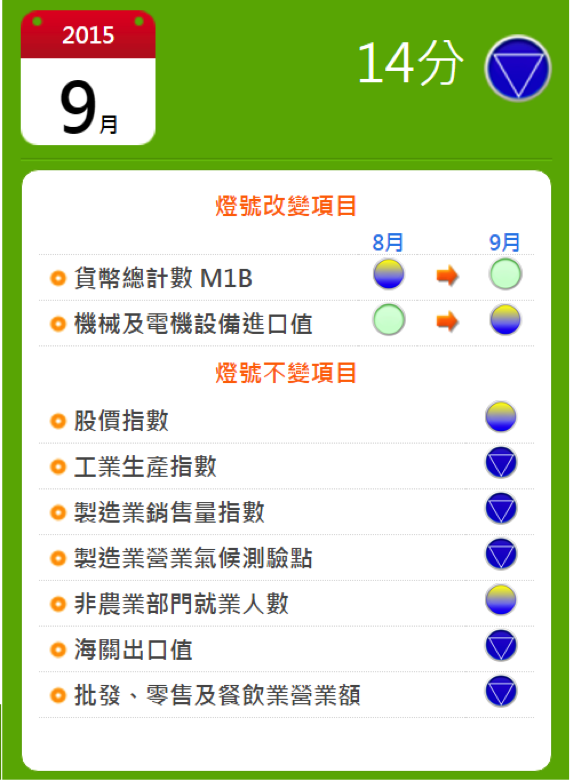 2015
9月
14分
燈號改變項目
8月 9月
貨幣總計數 M1B
機械及電機設備進口值
燈號不變項目
股價指數
工業生產指數
製造業銷售量指數
製造業營業氣候測驗點
非農業部門就業人數
海關出口值
批發、零售及餐飲業營業額